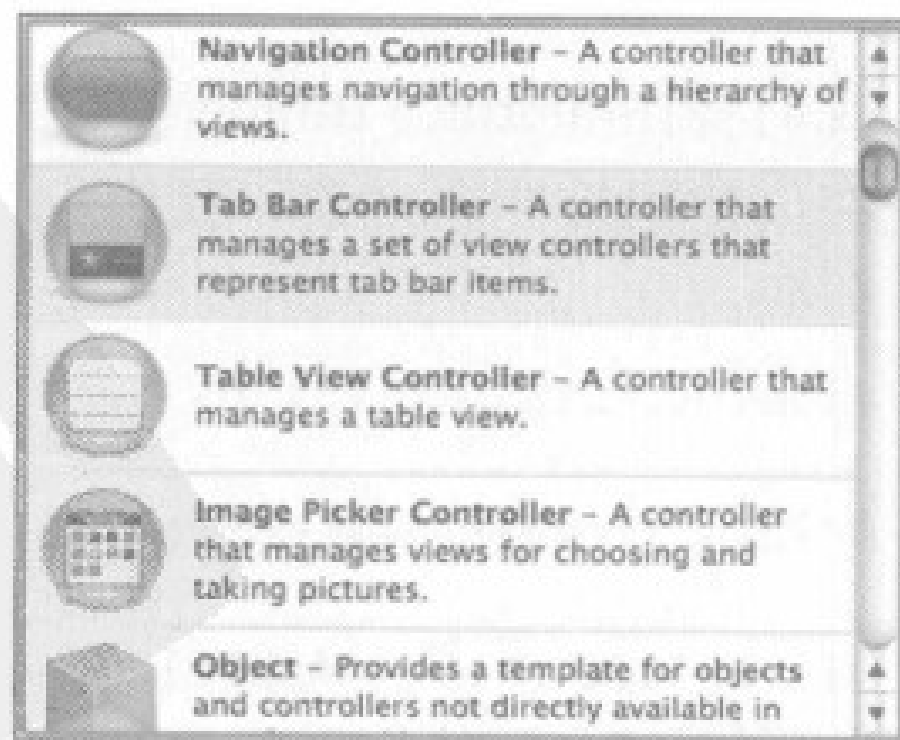 Navigation Controller – A controller that
manages navigation through a hierarchy of
views.
Tab Bar Controller – A controller that
manages a set of view controllers that
represent tab bar items.
Table View Controller – A controller that
manages a table view.
Image Picker Controller – A controller
that manages views for choosing and
taking pictures.
Object – Provides a template for objects
and controllers not directly available in